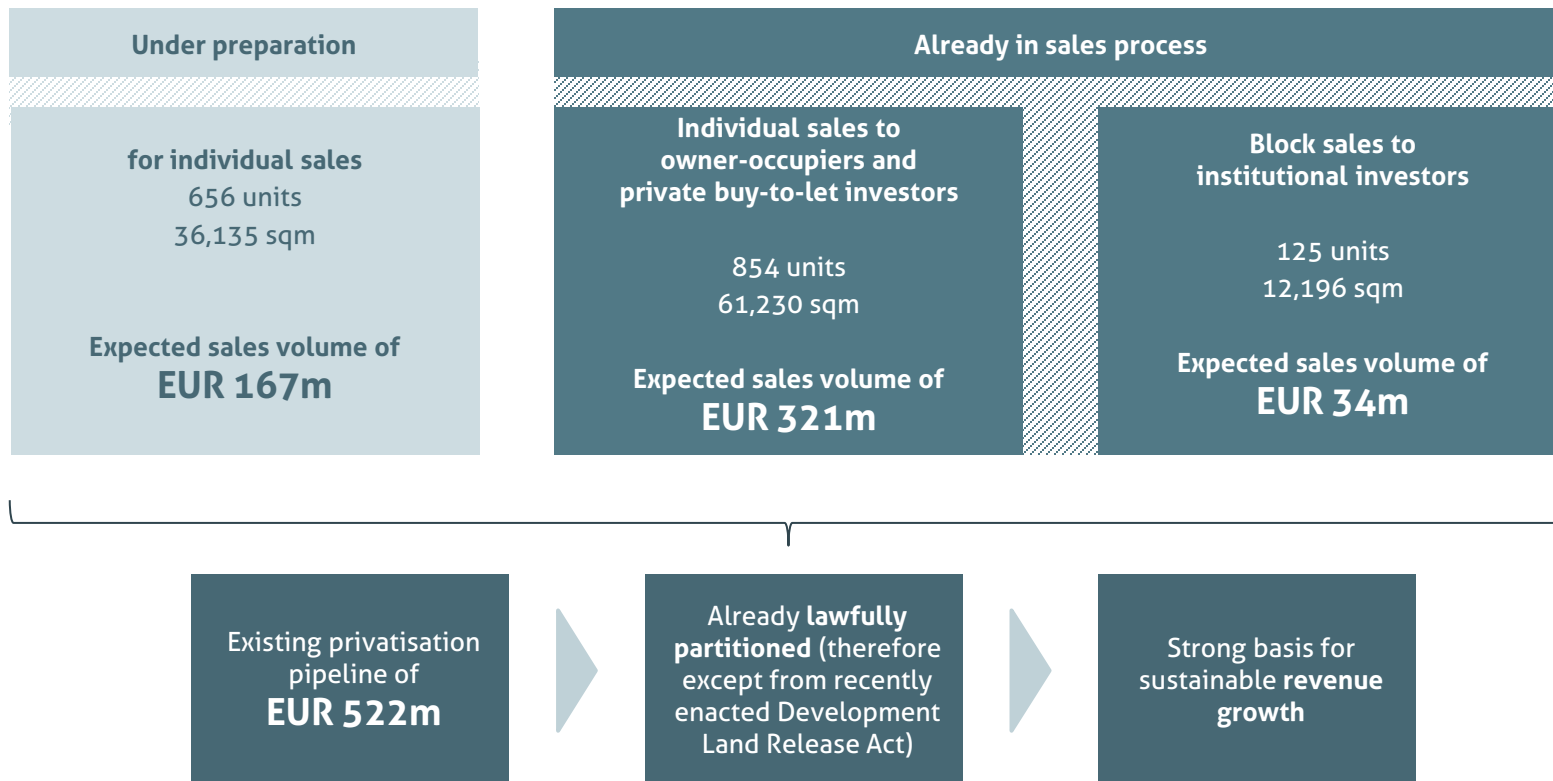 Under preparation
for individual sales
656 units
36,135 sqm
Expected sales volume of
EUR 167m
Already in sales process
Individual sales to
owner-occupiers and
private buy-to-let investors
854 units
61,230 sqm
Expected sales volume of
EUR 321m
Block sales to
institutional investors
125 units
12,196 sqm
Expected sales volume of
EUR 34m
Existing privatisation
pipeline of
EUR 522m
Already lawfully
partitioned (therefore
except from recently
enacted Development
Land Release Act)
Strong basis for
sustainable revenue
growth